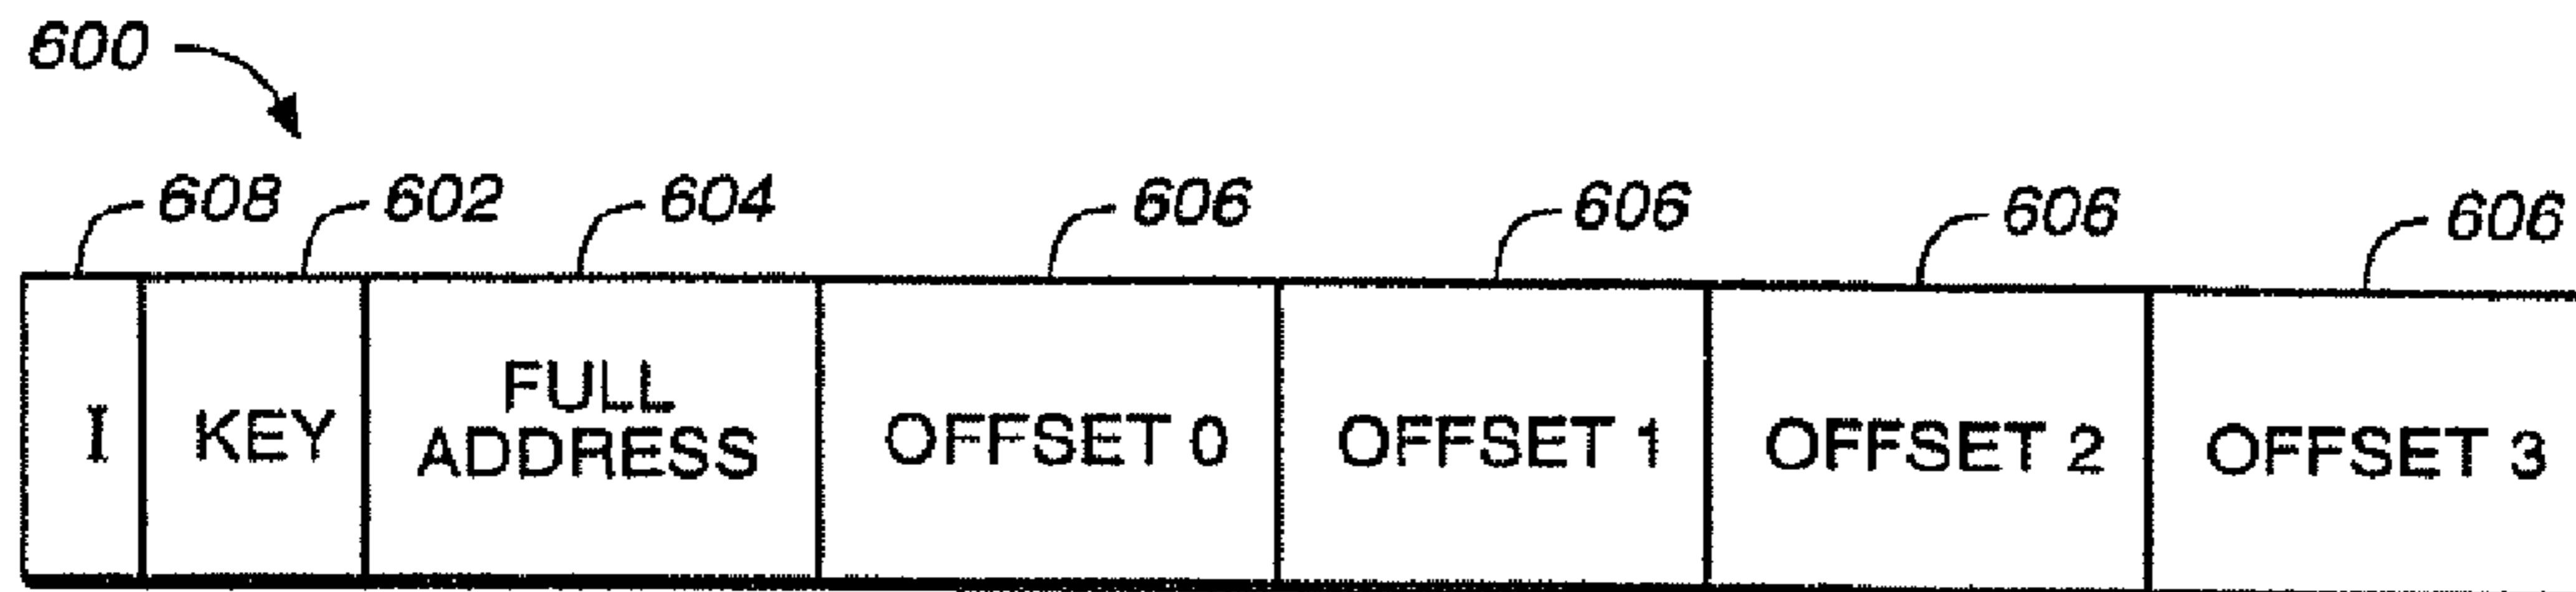 600
608 602 604 606 606 606 606
I KEY FULL ADDRESS OFFSET 0 OFFSET 1 OFFSET 2 OFFSET 3